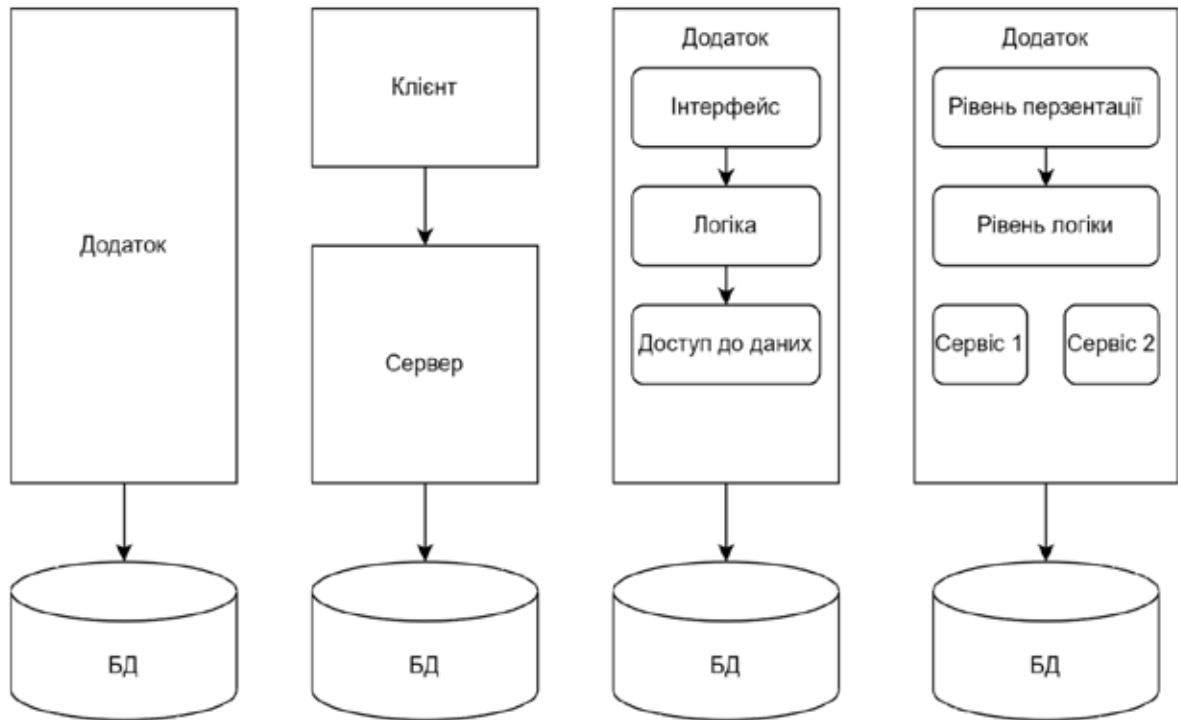 Додаток
БД
Клієнт
Сервер
БД
Додаток
Інтерфейс
Логіка
Доступ до даних
БД
Додаток
Рівень перзентації
Рівень логіки
Сервіс 1
Сервіс 2
БД